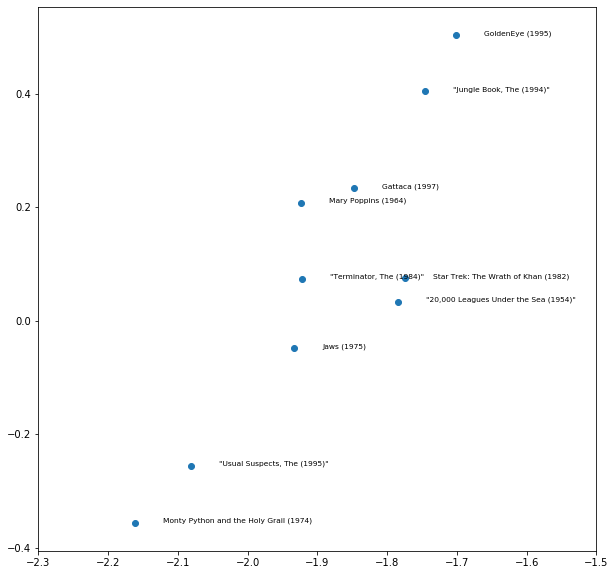 GoldenEye (1995)
0.4
"Jungle Book, The (1994)"
Gattaca (1997)
0.2
Mary Poppins (1964)
"Terminator, The (1984)"
Star Trek: The Wrath of Khan (1982)
"20,000 Leagues Under the Sea (1954)"
0.0
Jaws (1975)
−0.2
"Usual Suspects, The (1995)"
Monty Python and the Holy Grail (1974)
−0.4
−2.3 −2.2 −2.1 −2.0 −1.9 −1.8 −1.7 −1.6 −1.5